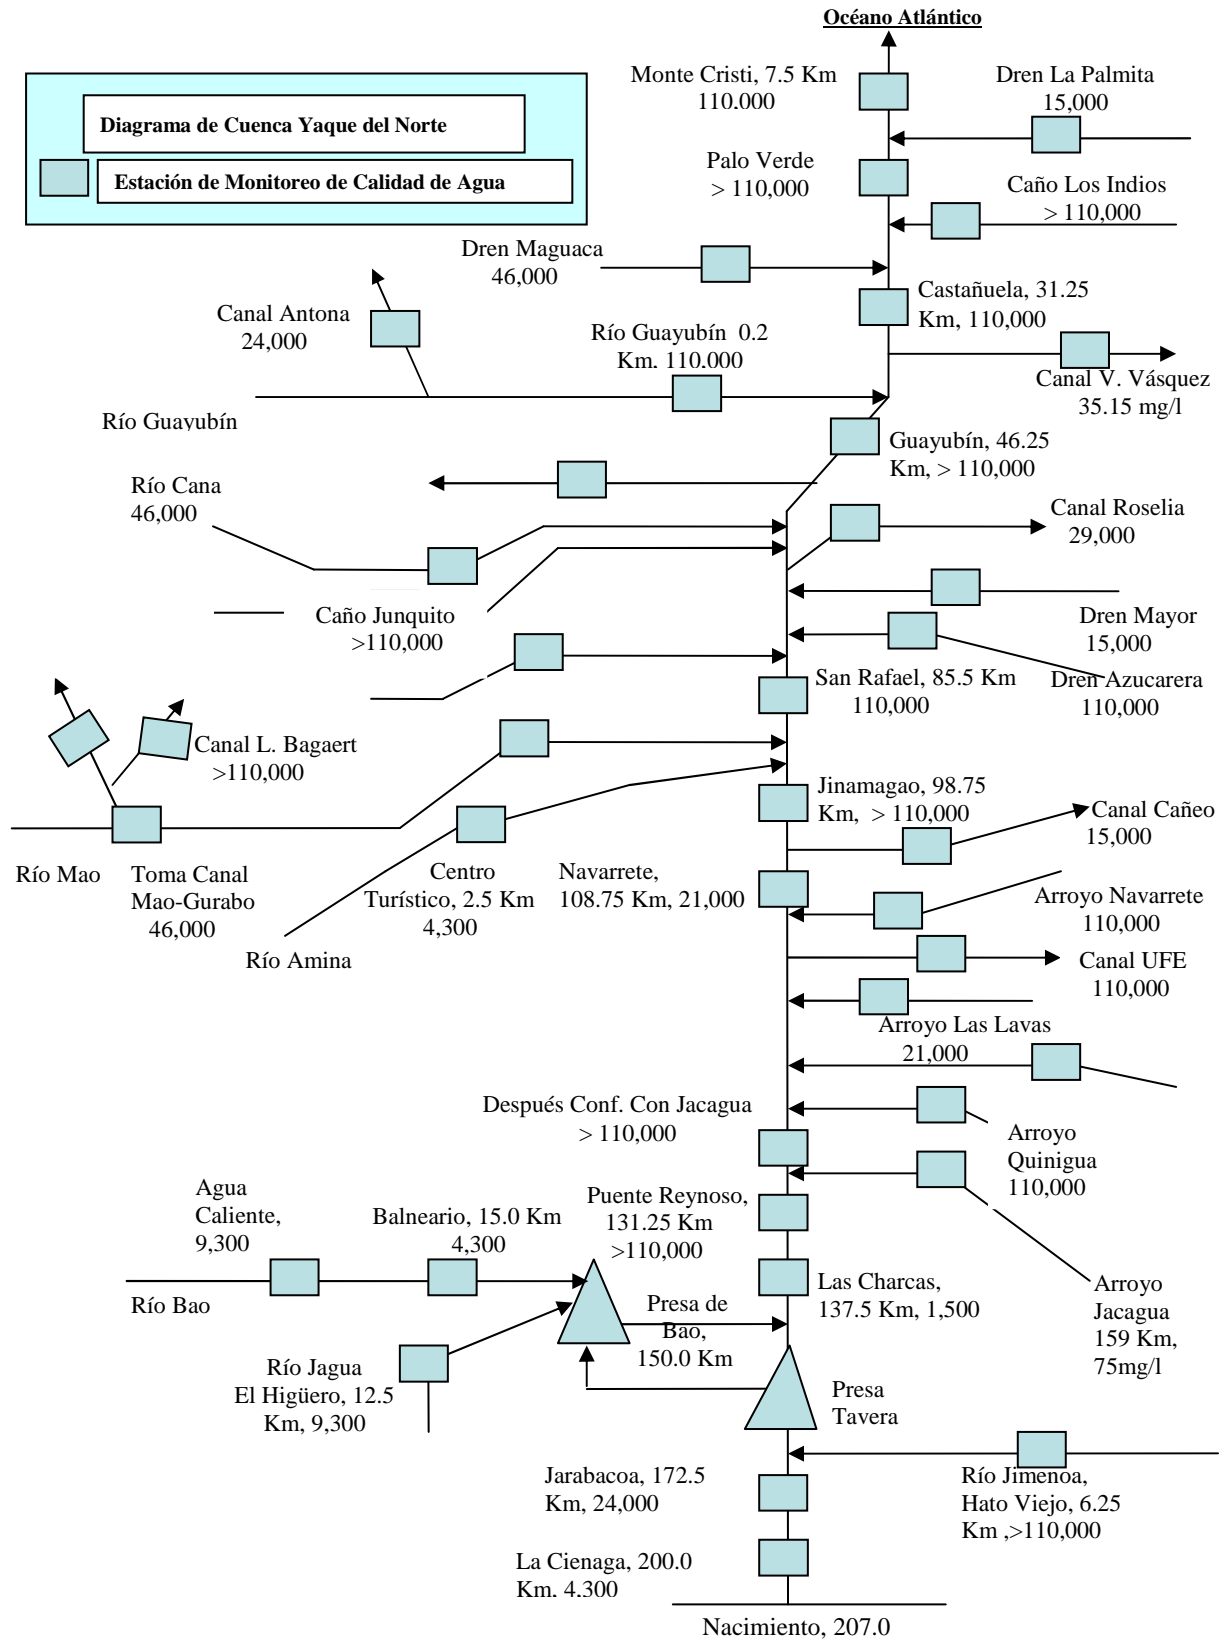 Océano Atlántico
Monte Cristi, 7.5 Km
110.000
Dren La Palmita
15,000
Diagrama de Cuenca Yaque del Norte
Estación de Monitoreo de Calidad de Agua
Palo Verde
> 110,000
Caño Los Indios
> 110,000
Dren Maguaca
46,000
Castañuela, 31.25
Km, 110,000
Canal Antona
24,000
Río Guayubín 0.2
Km. 110.000
Canal V. Vásquez
35.15 mg/l
Río Guayubín
Guayubín, 46.25
Km, > 110,000
Río Cana
46,000
Canal Roselia
29,000
Caño Junquito
>110,000
Dren Mayor
15,000
San Rafael, 85.5 Km
110,000
Dren Azucarera
110,000
Canal L. Bagaert
>110,000
Jinamagao, 98.75
Km, > 110,000
Canal Cañeo
15,000
Río Mao
Toma Canal
Mao-Gurabo
46,000
Centro
Turístico, 2.5 Km
4,300
Navarrete,
108.75 Km, 21,000
Arroyo Navarrete
110,000
Río Amina
Canal UFE
110,000
Arroyo Las Lavas
21,000
Después Conf. Con Jacagua
> 110,000
Arroyo
Quinigua
110,000
Agua
Caliente,
9,300
Balneario, 15.0 Km
4,300
Puente Reynoso,
131.25 Km
>110,000
Río Bao
Presa de
Bao,
150.0 Km
Las Charcas,
137.5 Km, 1,500
Arroyo
Jacagua
159 Km,
75mg/l
Río Jagua
El Higüero, 12.5
Km, 9,300
Presa
Tavera
Jarabacoa, 172.5
Km, 24,000
Río Jimenoa,
Hato Viejo, 6.25
Km ,>110,000
La Cienaga, 200.0
Km. 4.300
Nacimiento, 207.0